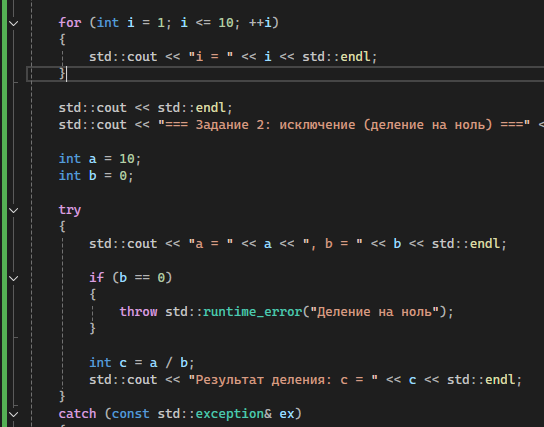 for (int i = 1; i <= 10; ++i)
{
std::cout << "i = " << i << std::endl;
}
std::cout << std::endl;
std::cout << "=== Задание 2: исключение (деление на ноль) ===" <
int a = 10;
int b = 0;
try
{
std::cout << "a = " << a << ", b = " << b << std::endl;
if (b == 0)
{
throw std::runtime_error("Деление на ноль");
}
int c = a / b;
std::cout << "Результат деления: c = " << c << std::endl;
}
catch (const std::exception& ex)
{